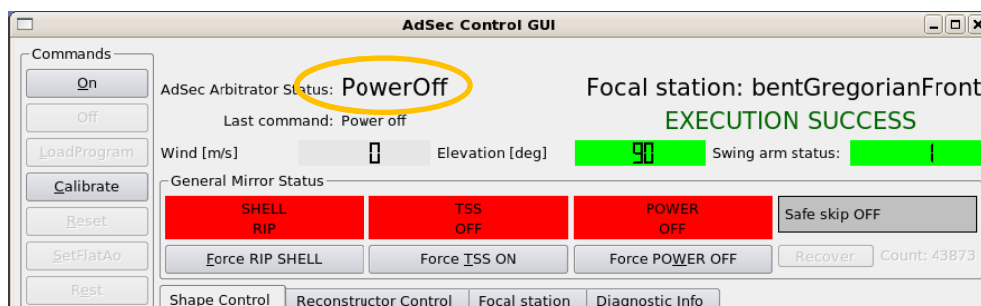 AdSec Control GUI
Commands
On
Off
LoadProgram
Calibrate
Reset
SetFlatAo
Rest
AdSec Arbitrator Status: PowerOff
Focal station: bentGregorianFront
Last command: Power off
EXECUTION SUCCESS
Wind [m/s] 0 Elevation [deg] 90 Swing arm status: 1
General Mirror Status
SHELL
RIP
TSS
OFF
POWER
OFF
Safe skip OFF
Force RIP SHELL
Force TSS ON
Force POWER OFF
Recover
Count: 43873
Shape Control
Reconstructor Control
Focal station
Diagnostic Info